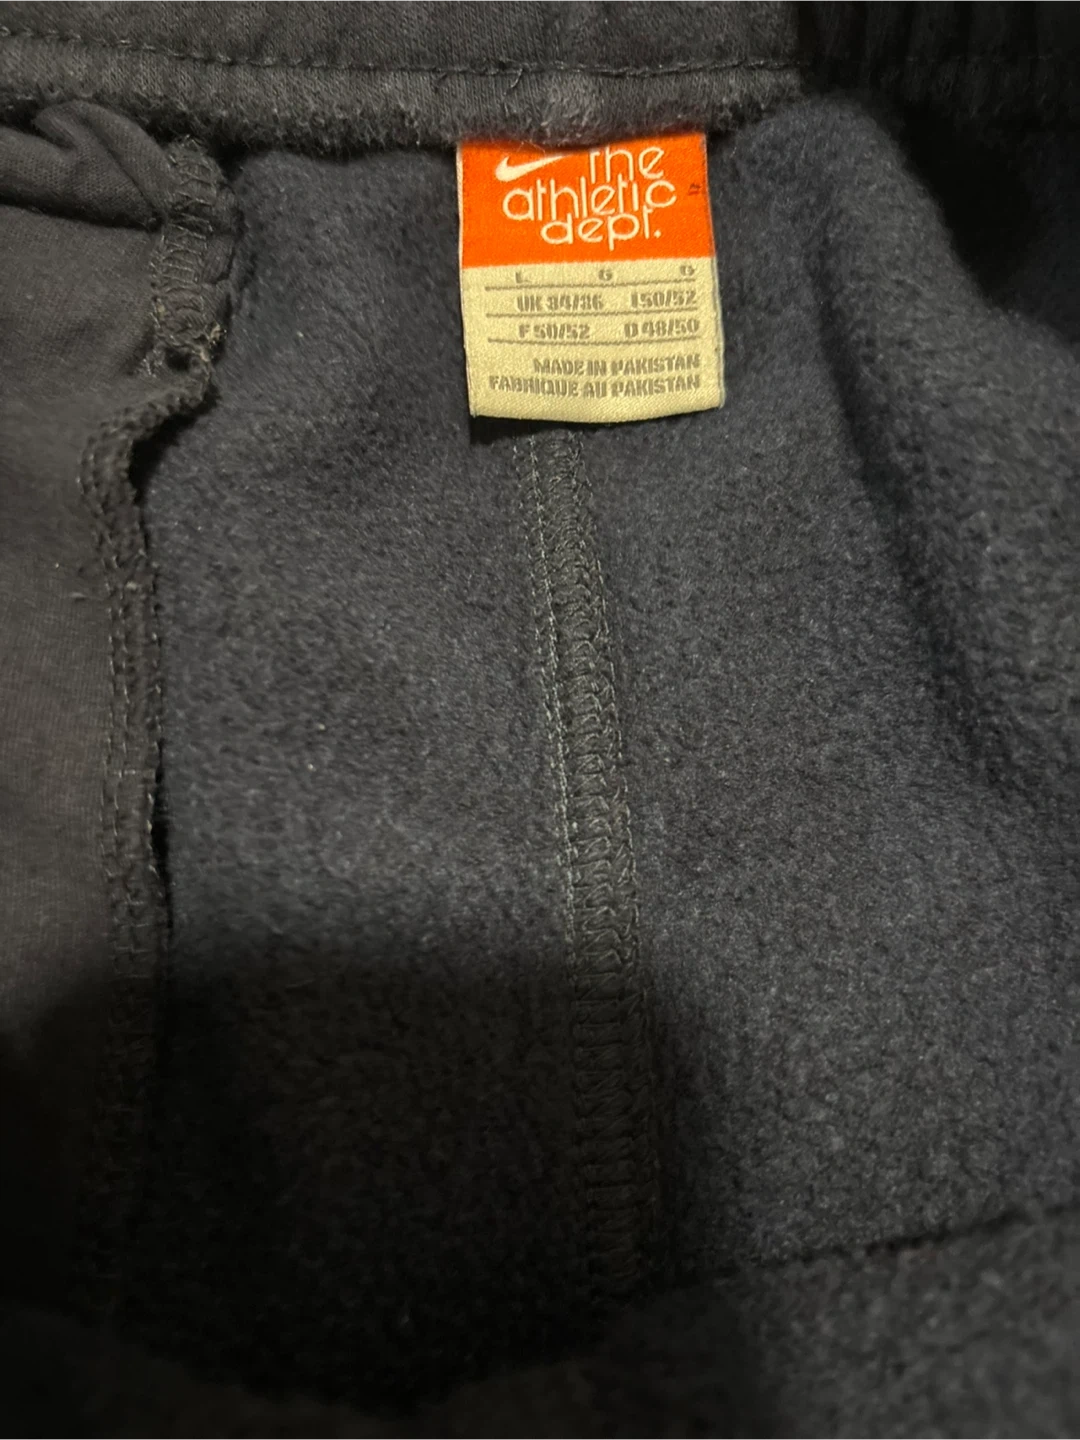 the
athletic
dept.
L G G
UK 34/36 I 50/52
F 50/52 D 48/50
MADE IN PAKISTAN
FABRIQUE AU PAKISTAN